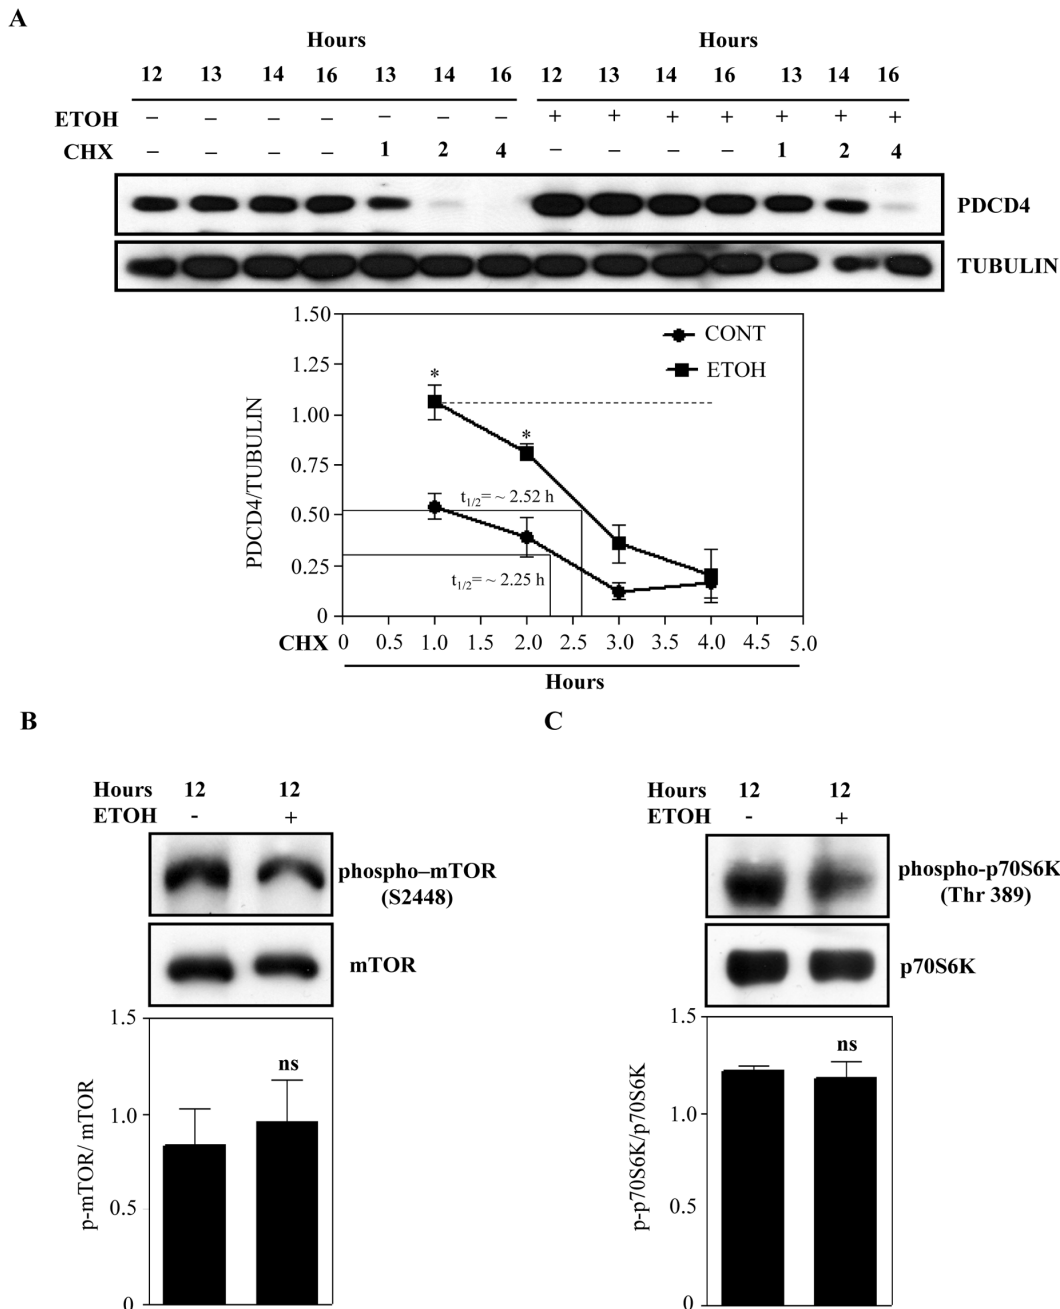 A
Hours Hours
12 13 14 16 13 14 16 12 13 14 16 13 14 16
ETOH – – – – – – – + + + + + + +
CHX – – – – 1 2 4 – – – – 1 2 4
PDCD4
TUBULIN
1.50
1.25
1.00
0.75
0.50
0.25
0
PDCD4/TUBULIN
CONT
ETOH
*
*
t1/2= ~ 2.52 h
t1/2= ~ 2.25 h
CHX 0 0.5 1.0 1.5 2.0 2.5 3.0 3.5 4.0 4.5 5.0
Hours
B
Hours 12 12
ETOH - +
phospho–mTOR
(S2448)
mTOR
1.5
1.0
0.5
0
p-mTOR/ mTOR
ns
C
Hours 12 12
ETOH - +
phospho-p70S6K
(Thr 389)
p70S6K
1.5
1.0
0.5
0
p-p70S6K/p70S6K
ns